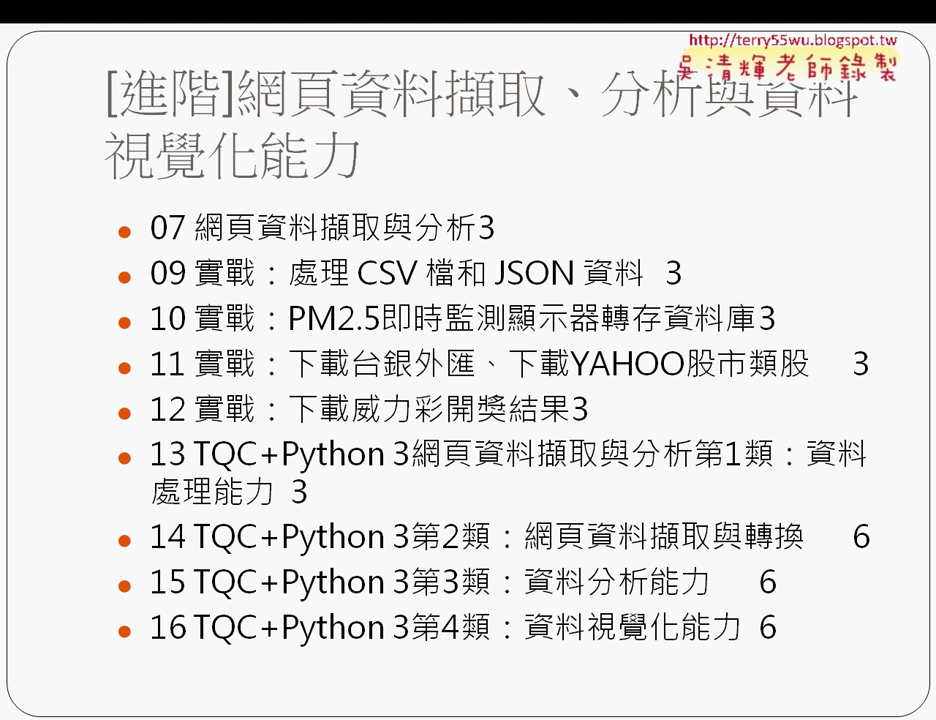 http://terry55wu.blogspot.tw
吳清輝老師錄製
[進階]網頁資料擷取、分析與資料
視覺化能力
07 網頁資料擷取與分析3
09 實戰：處理 CSV 檔和 JSON 資料 3
10 實戰：PM2.5即時監測顯示器轉存資料庫3
11 實戰：下載台銀外匯、下載YAHOO股市類股 3
12 實戰：下載威力彩開獎結果3
13 TQC+Python 3網頁資料擷取與分析第1類：資料
處理能力 3
14 TQC+Python 3第2類：網頁資料擷取與轉換 6
15 TQC+Python 3第3類：資料分析能力 6
16 TQC+Python 3第4類：資料視覺化能力 6